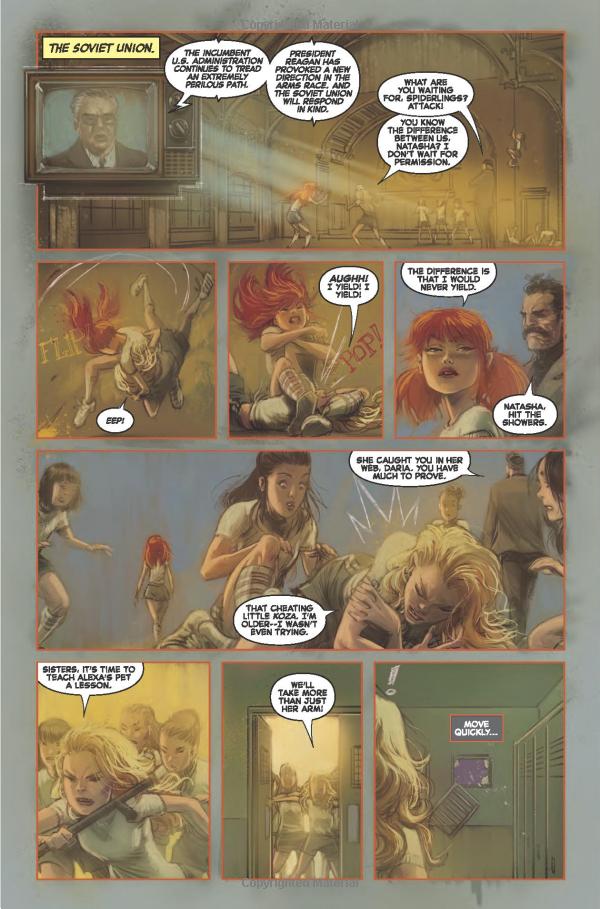 Copyrighted Material
THE SOVIET UNION.
THE INCUMBENT
U.S. ADMINISTRATION
CONTINUES TO TREAD
AN EXTREMELY
PERILOUS PATH.
PRESIDENT
REAGAN HAS
PROVOKED A NEW
DIRECTION IN THE
ARMS RACE. AND
THE SOVIET UNION
WILL RESPOND
IN KIND.
WHAT ARE
YOU WAITING
FOR, SPIDERLINGS?
ATTACK!
YOU KNOW
THE DIFFERENCE
BETWEEN US,
NATASHA? I
DON'T WAIT FOR
PERMISSION.
FLIP
EEP!
AUGHH!
I YIELD! I
YIELD!
POP!
THE DIFFERENCE IS
THAT I WOULD
NEVER YIELD.
NATASHA,
HIT THE
SHOWERS.
SHE CAUGHT YOU IN HER
WEB, DARIA. YOU HAVE
MUCH TO PROVE.
THAT CHEATING
LITTLE KOZA. I'M
OLDER--I WASN'T
EVEN TRYING.
SISTERS, IT'S TIME TO
TEACH ALEXA'S PET
A LESSON.
WE'LL
TAKE MORE
THAN JUST
HER ARM!
MOVE
QUICKLY...
Copyrighted Material